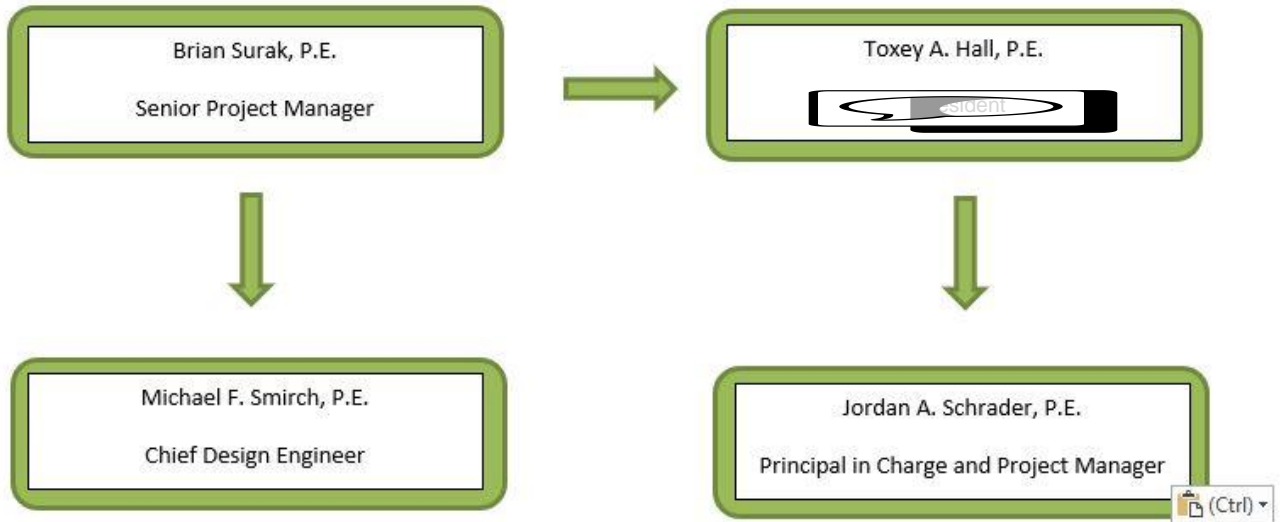 Brian Surak, P.E.
Senior Project Manager
Toxey A. Hall, P.E.
Michael F. Smirch, P.E.
Chief Design Engineer
Jordan A. Schrader, P.E.
Principal in Charge and Project Manager
(Ctrl)